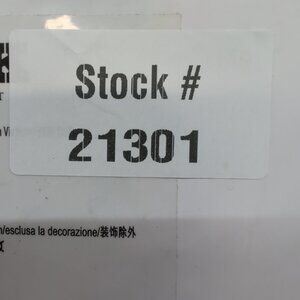 Stock #
21301
/esclusa la decorazione/装饰除外